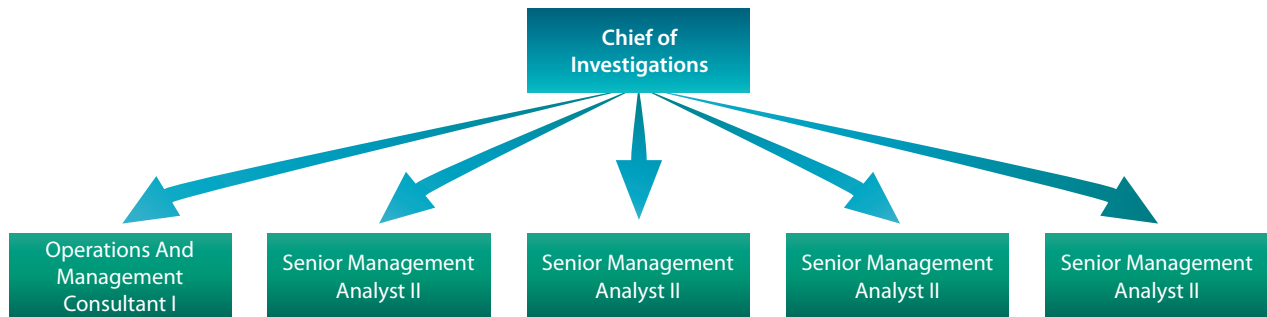 Chief of
Investigations
Operations And
Management
Consultant I
Senior Management
Analyst II
Senior Management
Analyst II
Senior Management
Analyst II
Senior Management
Analyst II